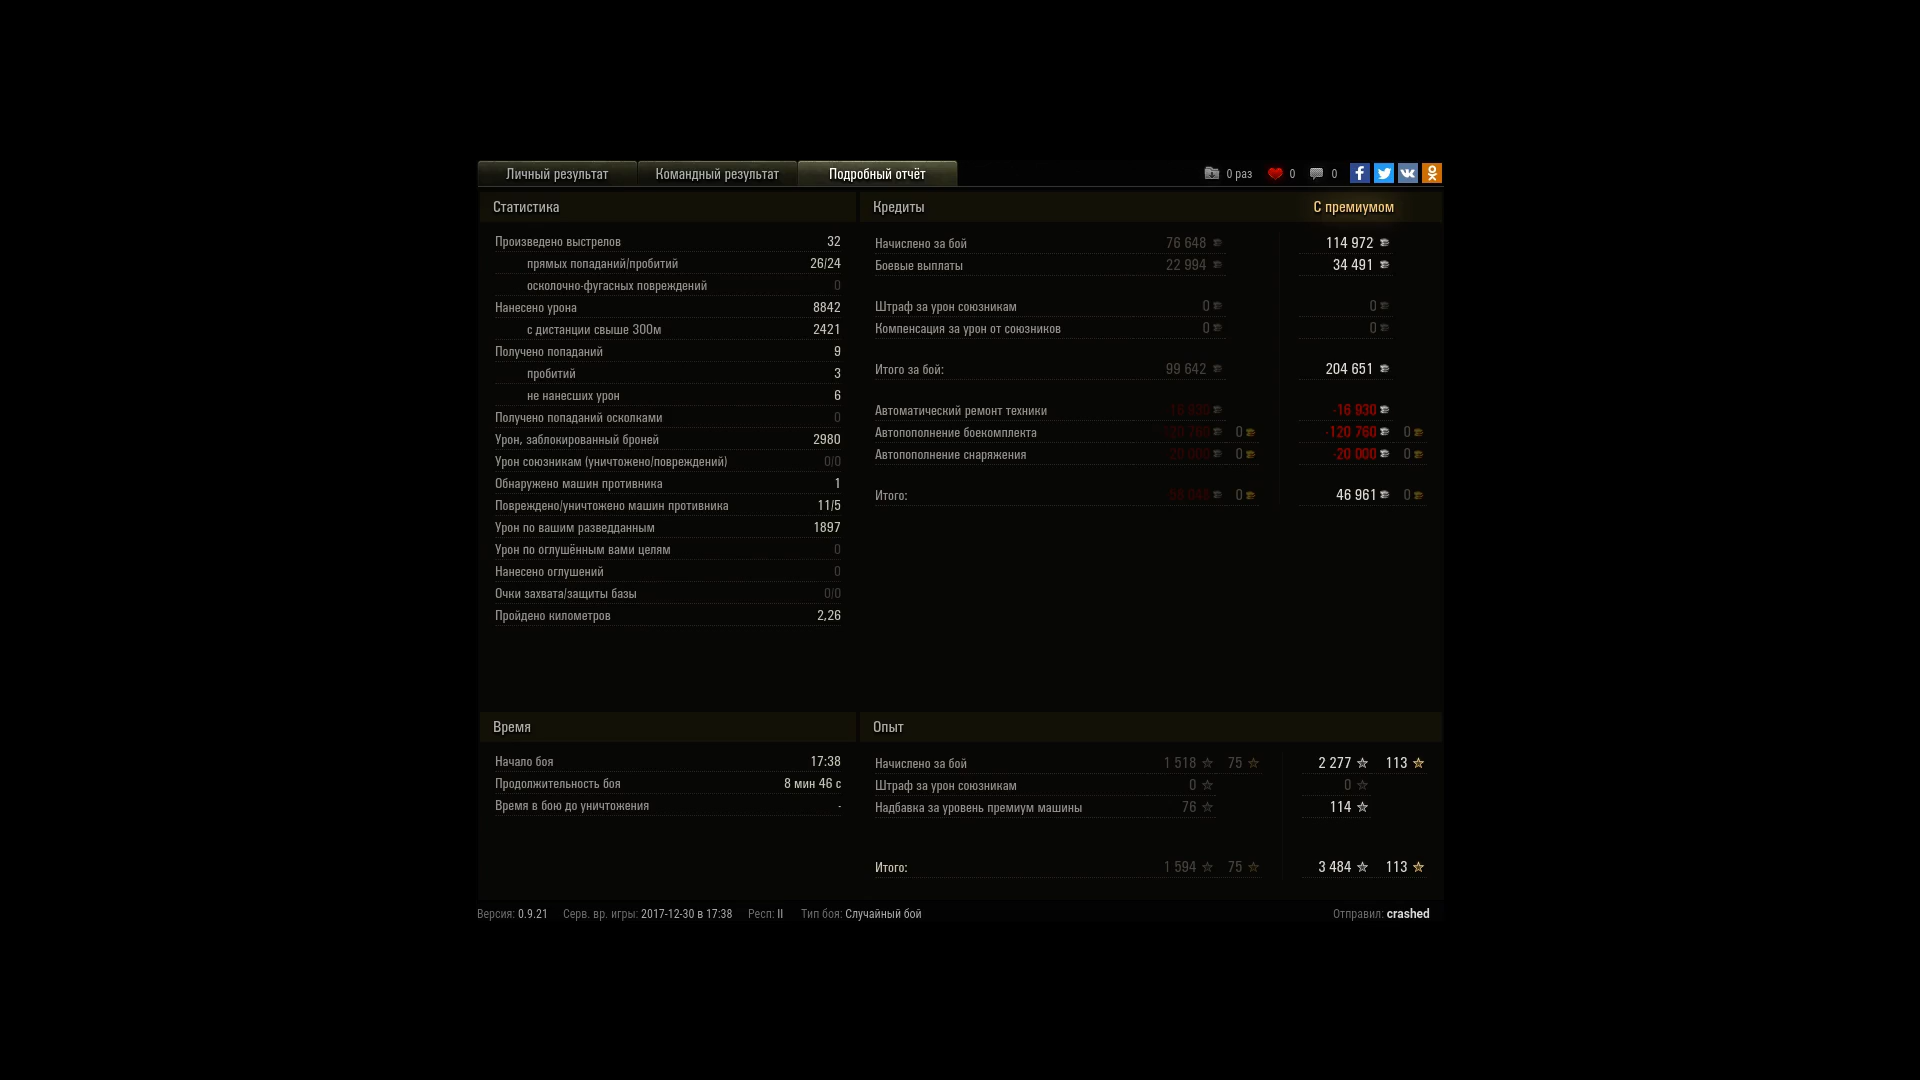 Личный результат Командный результат Подробный отчёт 0 раз 0 0
Статистика
Произведено выстрелов 32
прямых попаданий/пробитий 26/24
осколочно-фугасных повреждений 0
Нанесено урона 8842
с дистанции свыше 300м 2421
Получено попаданий 9
пробитий 3
не нанесших урон 6
Получено попаданий осколками 0
Урон, заблокированный броней 2980
Урон союзникам (уничтожено/повреждений) 0/0
Обнаружено машин противника 1
Повреждено/уничтожено машин противника 11/5
Урон по вашим разведданным 1897
Урон по оглушённым вами целям 0
Нанесено оглушений 0
Очки захвата/защиты базы 0/0
Пройдено километров 2,26
Кредиты С премиумом
Начислено за бой 76 648 114 972
Боевые выплаты 22 994 34 491
Штраф за урон союзникам 0 0
Компенсация за урон от союзников 0 0
Итого за бой: 99 642 204 651
Автоматический ремонт техники -16 930 -16 930
Автопополнение боекомплекта -120 760 0 -120 760 0
Автопополнение снаряжения -20 000 0 -20 000 0
Итого: 0 46 961 0
Время
Начало боя 17:38
Продолжительность боя 8 мин 46 с
Время в бою до уничтожения -
Опыт
Начислено за бой 1 518 75 2 277 113
Штраф за урон союзникам 0 0
Надбавка за уровень премиум машины 76 114
Итого: 1 594 75 3 484 113
Версия: 0.9.21 Серв. вр. игры: 2017-12-30 в 17:38 Респ: II Тип боя: Случайный бой Отправил: crashed